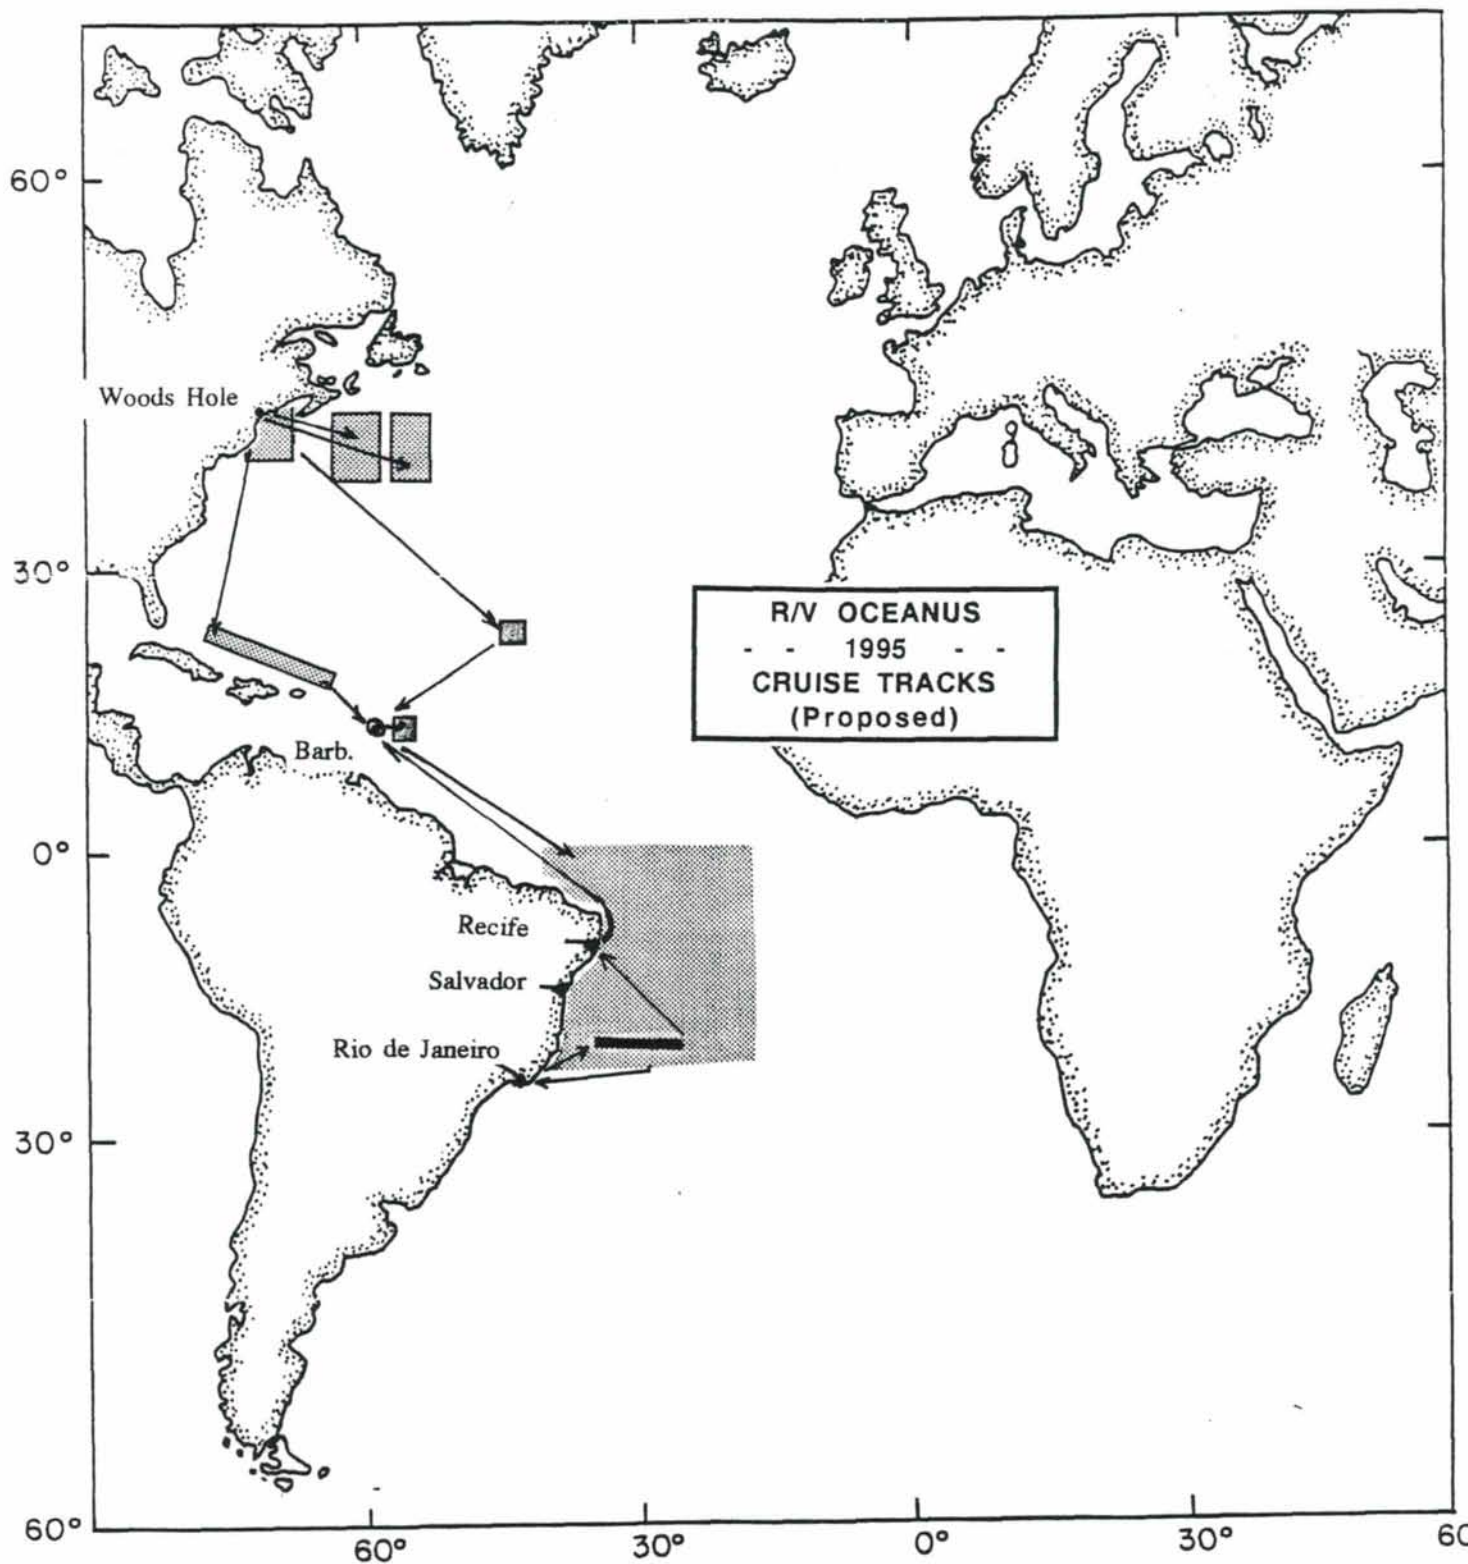 60°
Woods Hole
30°
R/V OCEANUS
- - 1995 - -
CRUISE TRACKS
(Proposed)
Barb.
0°
Recife
Salvador
Rio de Janeiro
30°
60°
60°
30°
0°
30°
60